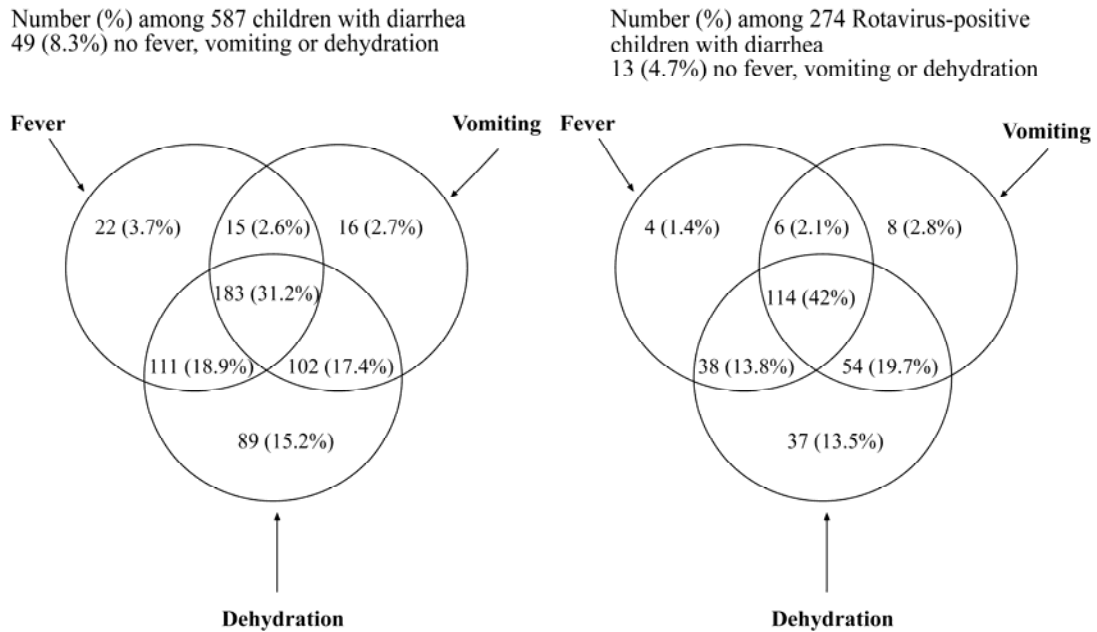 Number (%) among 587 children with diarrhea
49 (8.3%) no fever, vomiting or dehydration
Fever
Vomiting
22 (3.7%)
15 (2.6%)
16 (2.7%)
183 (31.2%)
111 (18.9%)
102 (17.4%)
89 (15.2%)
Dehydration
Number (%) among 274 Rotavirus-positive
children with diarrhea
13 (4.7%) no fever, vomiting or dehydration
Fever
Vomiting
4 (1.4%)
6 (2.1%)
8 (2.8%)
114 (42%)
38 (13.8%)
54 (19.7%)
37 (13.5%)
Dehydration